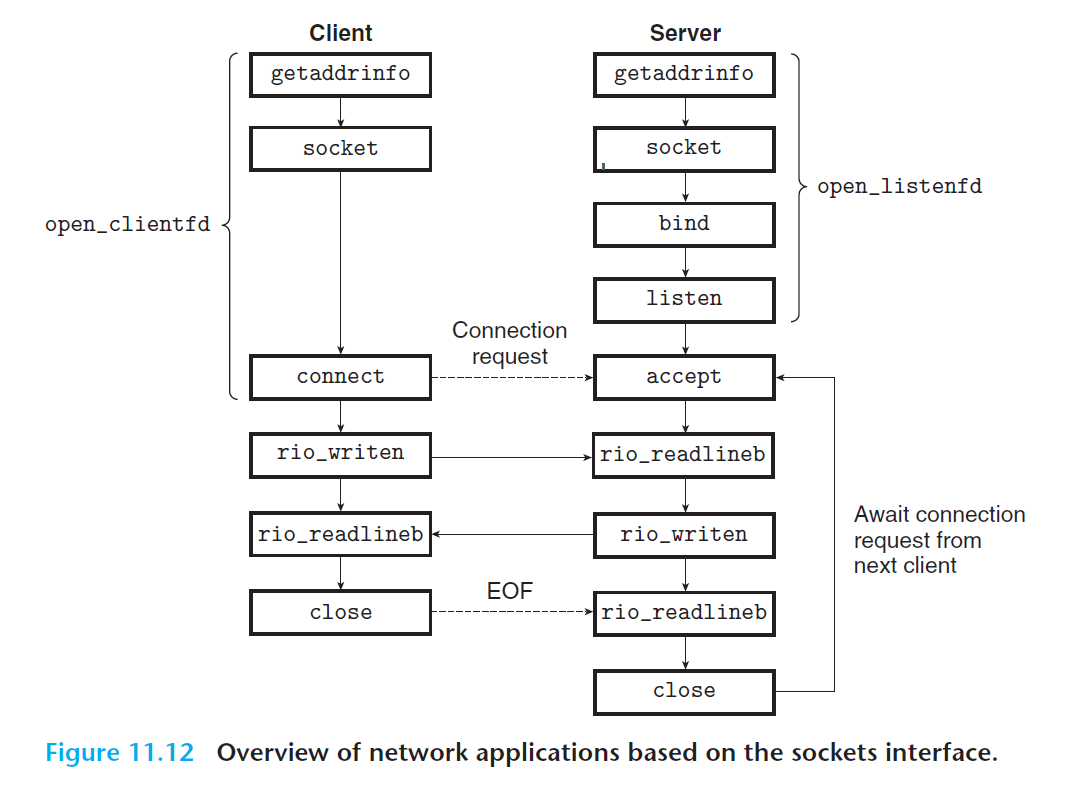 Client
Server
getaddrinfo
getaddrinfo
socket
socket
open_listenfd
open_clientfd
bind
listen
Connection
request
connect
accept
rio_writen
rio_readlineb
Await connection
request from
next client
rio_readlineb
rio_writen
EOF
close
rio_readlineb
close
Figure 11.12 Overview of network applications based on the sockets interface.